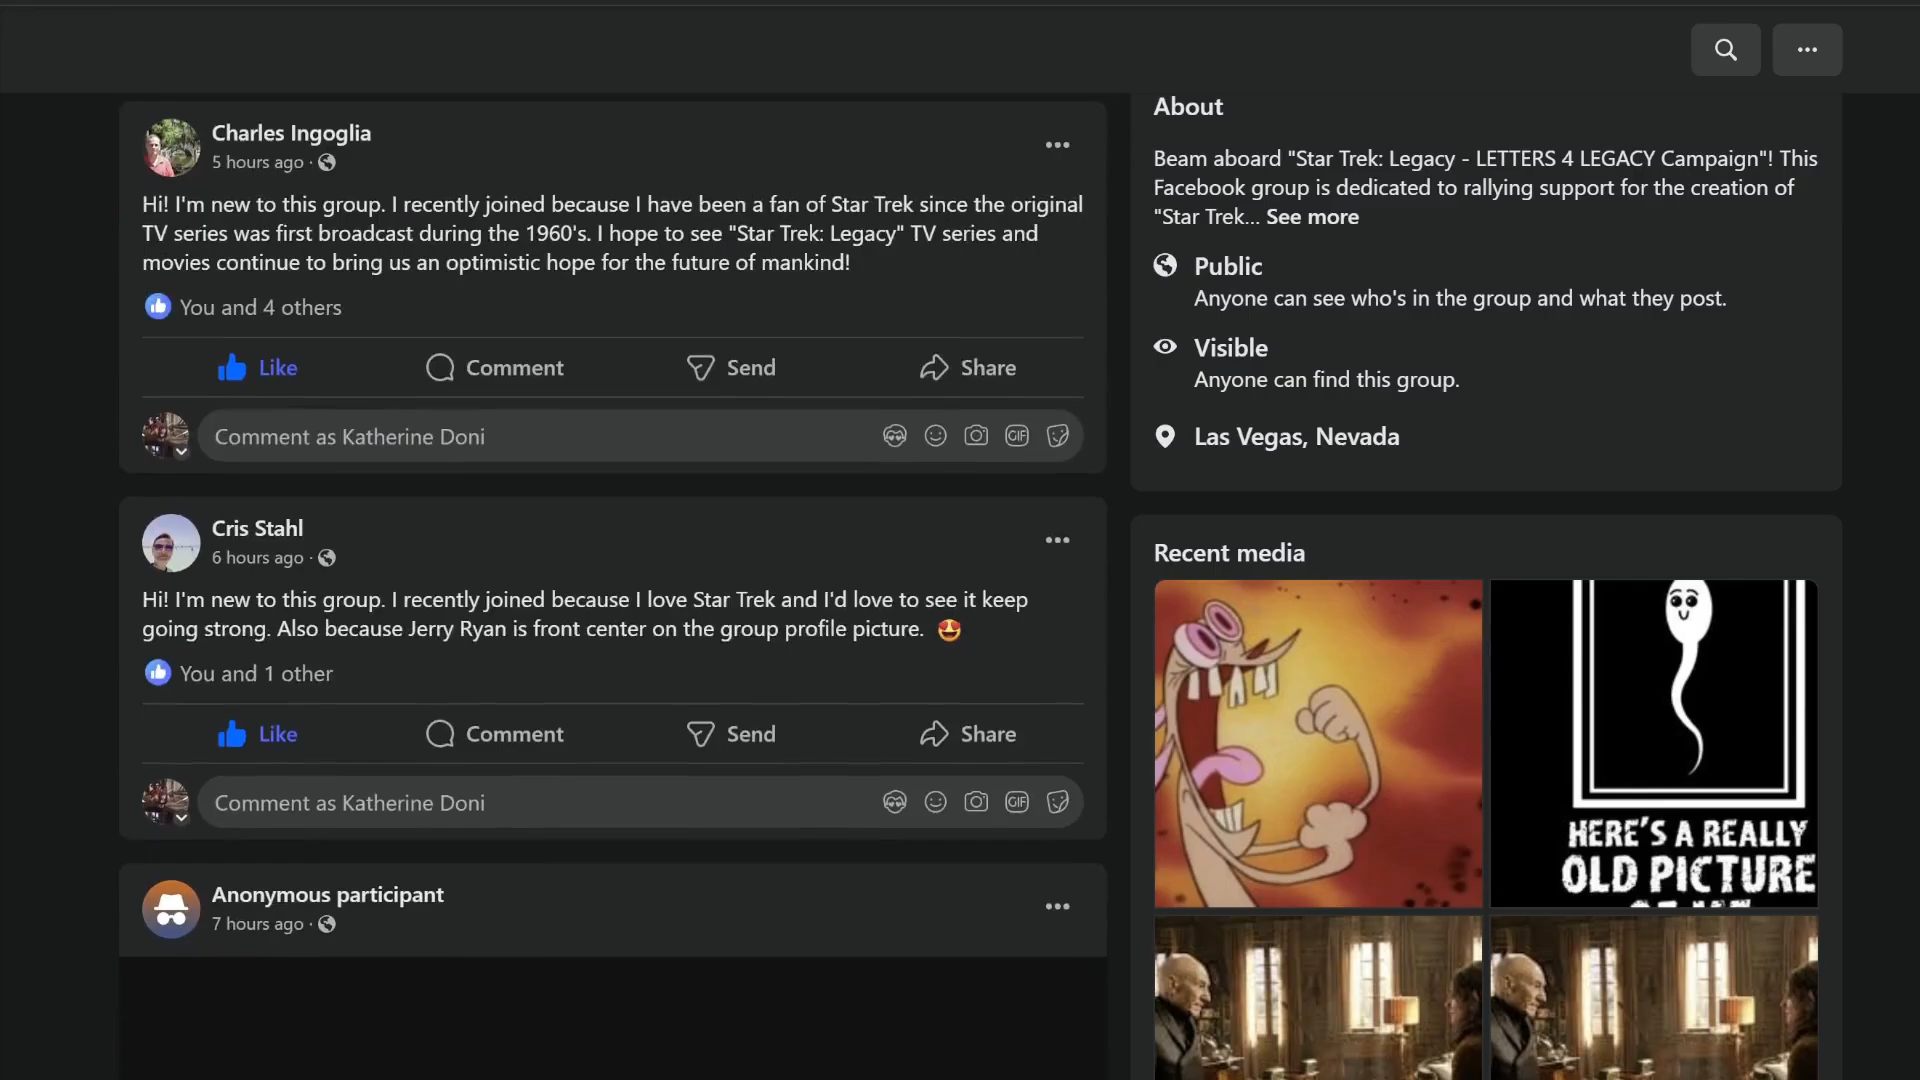 Charles Ingoglia
5 hours ago ·
Hi! I'm new to this group. I recently joined because I have been a fan of Star Trek since the original
TV series was first broadcast during the 1960's. I hope to see "Star Trek: Legacy" TV series and
movies continue to bring us an optimistic hope for the future of mankind!
You and 4 others
Like
Comment
Send
Share
Comment as Katherine Doni
GIF
Cris Stahl
6 hours ago ·
Hi! I'm new to this group. I recently joined because I love Star Trek and I'd love to see it keep
going strong. Also because Jerry Ryan is front center on the group profile picture.
You and 1 other
Like
Comment
Send
Share
Comment as Katherine Doni
GIF
Anonymous participant
7 hours ago ·
About
Beam aboard "Star Trek: Legacy - LETTERS 4 LEGACY Campaign"! This
Facebook group is dedicated to rallying support for the creation of
"Star Trek... See more
Public
Anyone can see who's in the group and what they post.
Visible
Anyone can find this group.
Las Vegas, Nevada
Recent media
HERE'S A REALLY
OLD PICTURE